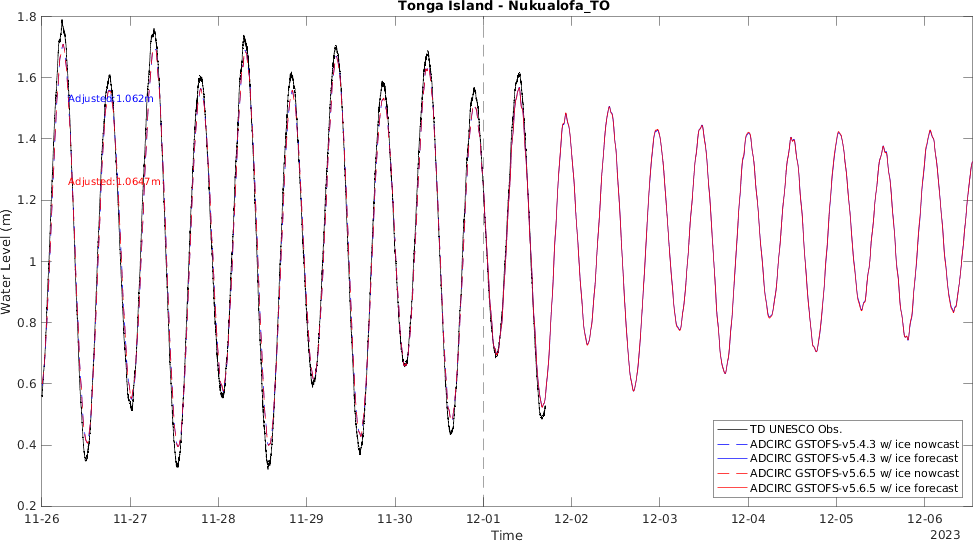 Tonga Island - Nukualofa_TO
1.8
1.6
1.4
1.2
1
0.8
0.6
0.4
0.2
Water Level (m)
Adjusted:1.062m
Adjusted:1.0647m
TD UNESCO Obs.
ADCIRC GSTOFS-v5.4.3 w/ ice nowcast
ADCIRC GSTOFS-v5.4.3 w/ ice forecast
ADCIRC GSTOFS-v5.6.5 w/ ice nowcast
ADCIRC GSTOFS-v5.6.5 w/ ice forecast
11-26 11-27 11-28 11-29 11-30 12-01 12-02 12-03 12-04 12-05 12-06
Time
2023